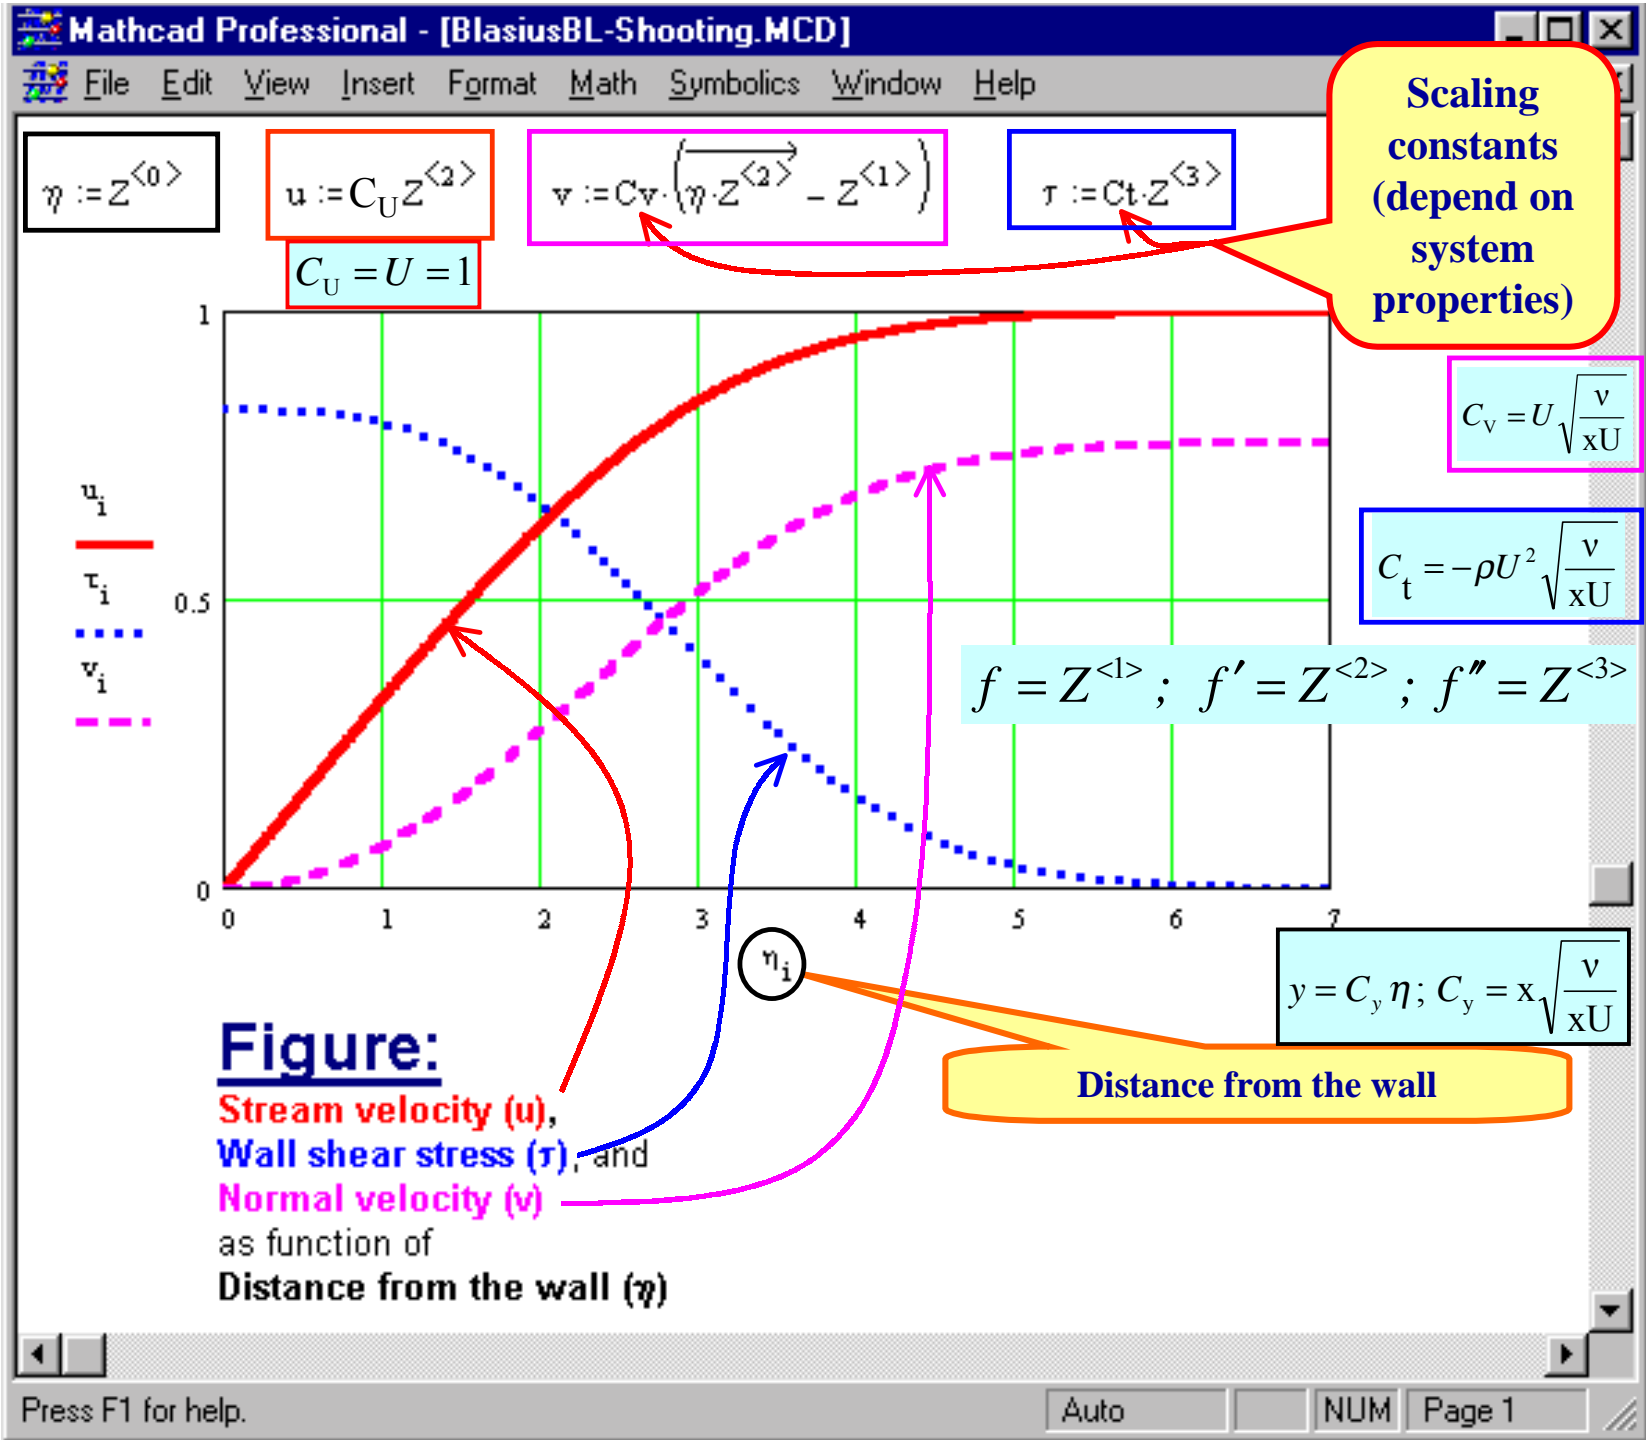 Mathcad Professional - [BlasiusBL-Shooting.MCD]
File Edit View Insert Format Math Symbolics Window Help
Scaling
constants
(depend on
system
properties)
η := Z<0>
u := C_U Z<2>
v := Cv·(η·Z<2> − Z<1>)
τ := Ct·Z<3>
C_U = U = 1
1
0.5
0
u_i
τ_i
v_i
C_V = U √(ν/xU)
C_t = −ρU² √(ν/xU)
f = Z<1> ; f′ = Z<2> ; f″ = Z<3>
0 1 2 3 4 5 6 7
η_i
y = C_y η ; C_y = x √(ν/xU)
Distance from the wall
Figure:
Stream velocity (u),
Wall shear stress (τ), and
Normal velocity (v)
as function of
Distance from the wall (η)
Press F1 for help.
Auto NUM Page 1